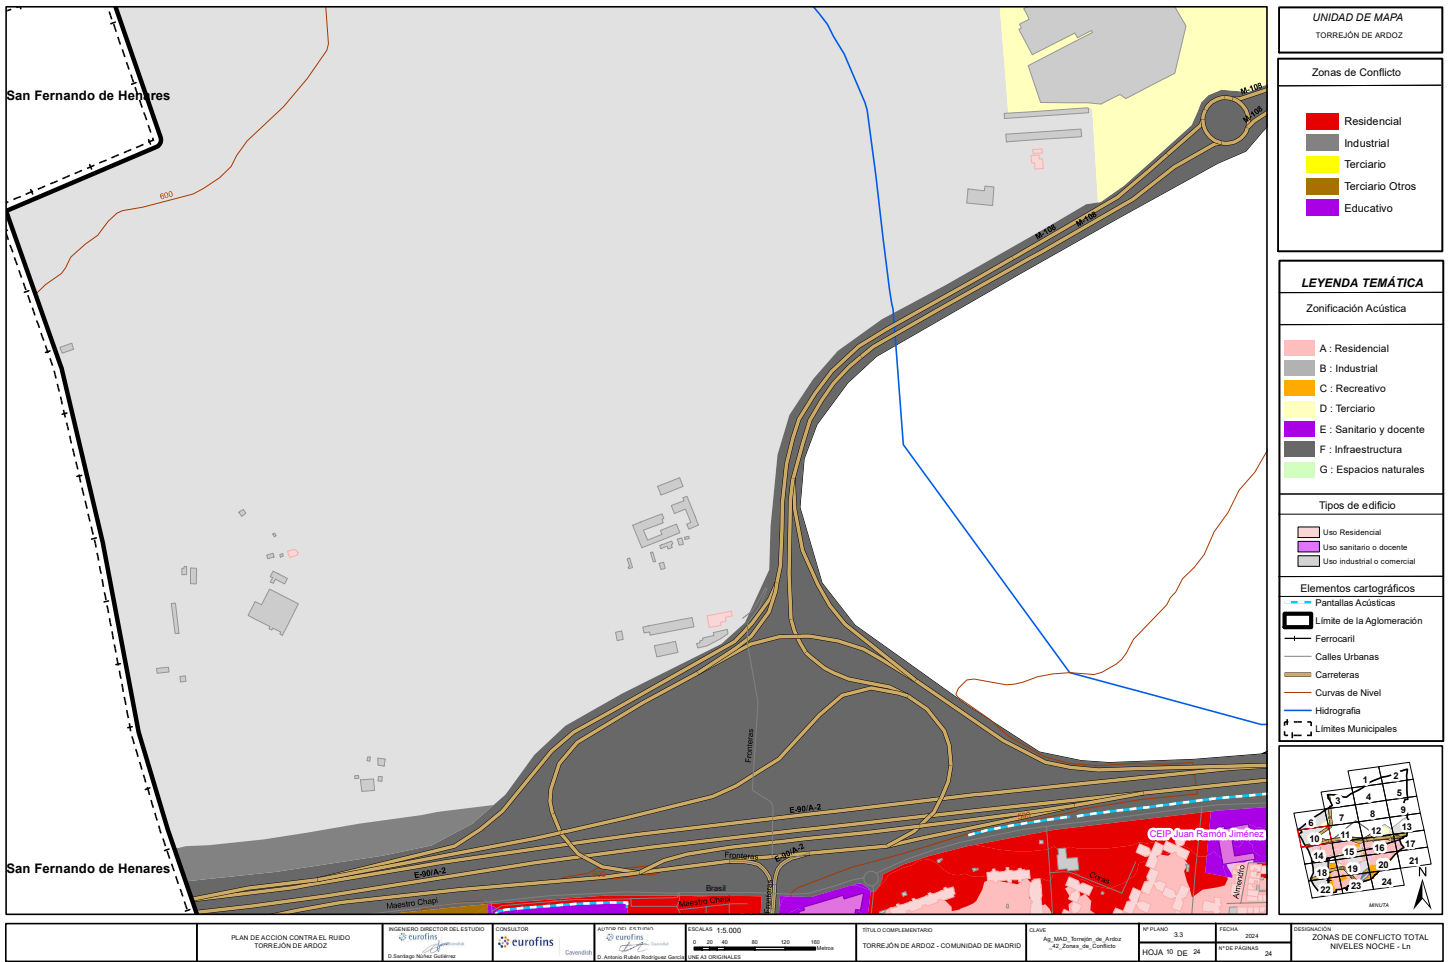 UNIDAD DE MAPA
TORREJÓN DE ARDOZ
Zonas de Conflicto
Residencial
Industrial
Terciario
Terciario Otros
Educativo
LEYENDA TEMÁTICA
Zonificación Acústica
A : Residencial
B : Industrial
C : Recreativo
D : Terciario
E : Sanitario y docente
F : Infraestructura
G : Espacios naturales
Tipos de edificio
Uso Residencial
Uso sanitario o docente
Uso industrial o comercial
Elementos cartográficos
Pantallas Acústicas
Límite de la Aglomeración
Ferrocaril
Calles Urbanas
Carreteras
Curvas de Nivel
Hidrografia
Límites Municipales
1
2
3
4
5
6
7
8
9
10
11
12
13
14
15
16
17
18
19
20
21
22
23
24
MINUTA
N
San Fernando de Henares
600
M-108
M-108
M-108
M-108
Fronteras
E-90/A-2
CEIP Juan Ramón Jiménez
E-90/A-2
Fronteras
San Fernando de Henares
E-90/A-2
Ceras
Almendro
Brasil
Fronteras
Maestro Chapi
Maestro Chapi
PLAN DE ACCION CONTRA EL RUIDO
TORREJÓN DE ARDOZ
INGENIERO DIRECTOR DEL ESTUDIO
eurofins
Cavendish
D.Santiago Núñez Gutiérrez
CONSULTOR
eurofins
Cavendish
AUTOR DEL ESTUDIO
eurofins
Cavendish
D. Antonio Rubén Rodríguez García
ESCALAS 1:5.000
0 20 40 80 120 160
Metros
UNE A3 ORIGINALES
TÍTULO COMPLEMENTARIO
TORREJÓN DE ARDOZ - COMUNIDAD DE MADRID
CLAVE
Ag_MAD_Torrejón_de_Ardoz
_42_Zonas_de_Conflicto
Nº PLANO
3.3
HOJA 10 DE 24
FECHA
2024
Nº DE PÁGINAS
24
DESIGNACIÓN
ZONAS DE CONFLICTO TOTAL
NIVELES NOCHE - Ln